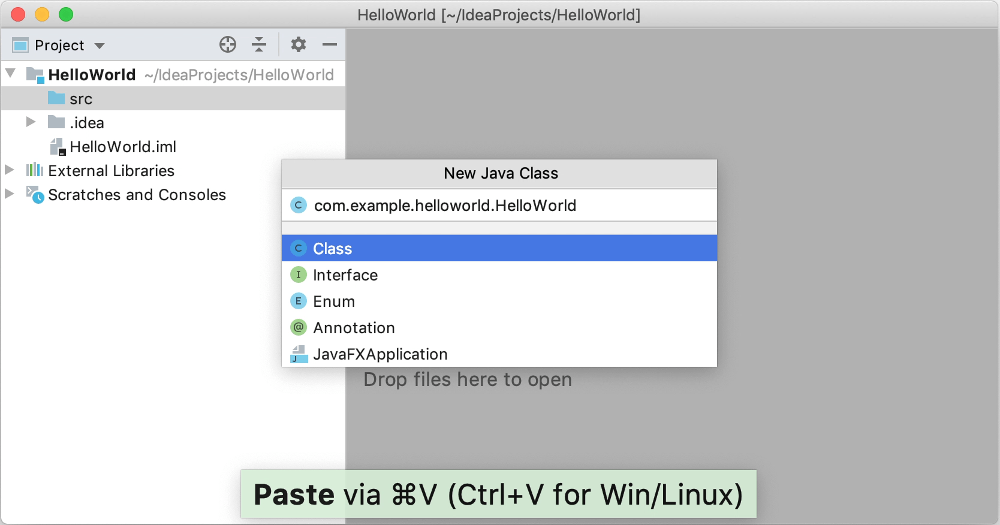 HelloWorld [~/IdeaProjects/HelloWorld]
Project
HelloWorld ~/IdeaProjects/HelloWorld
src
.idea
HelloWorld.iml
External Libraries
Scratches and Consoles
New Java Class
C com.example.helloworld.HelloWorld
C Class
I Interface
E Enum
@ Annotation
J JavaFXApplication
Drop files here to open
Paste via ⌘V (Ctrl+V for Win/Linux)